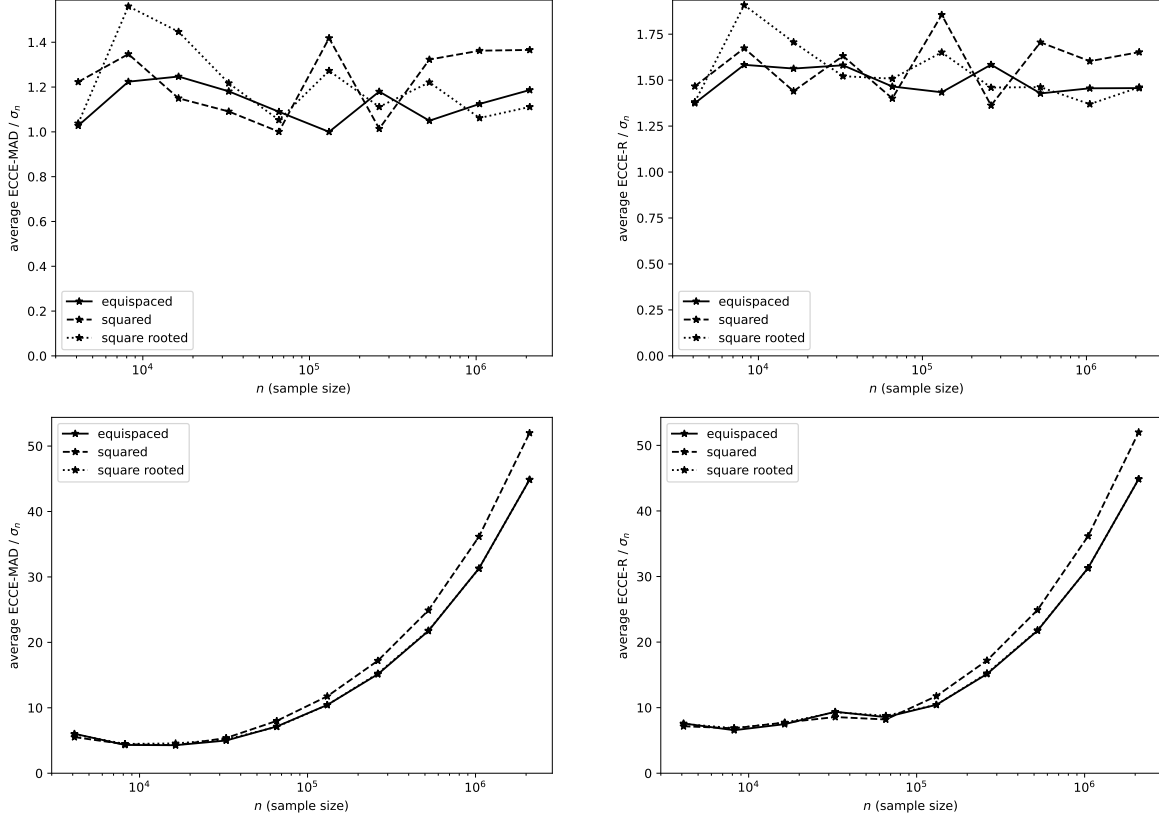 average ECCE-MAD / σn
1.4
1.2
1.0
0.8
0.6
0.4
0.2
0.0
equispaced
squared
square rooted
10^4
10^5
10^6
n (sample size)
average ECCE-R / σn
1.75
1.50
1.25
1.00
0.75
0.50
0.25
0.00
equispaced
squared
square rooted
10^4
10^5
10^6
n (sample size)
average ECCE-MAD / σn
50
40
30
20
10
0
equispaced
squared
square rooted
10^4
10^5
10^6
n (sample size)
average ECCE-R / σn
50
40
30
20
10
0
equispaced
squared
square rooted
10^4
10^5
10^6
n (sample size)